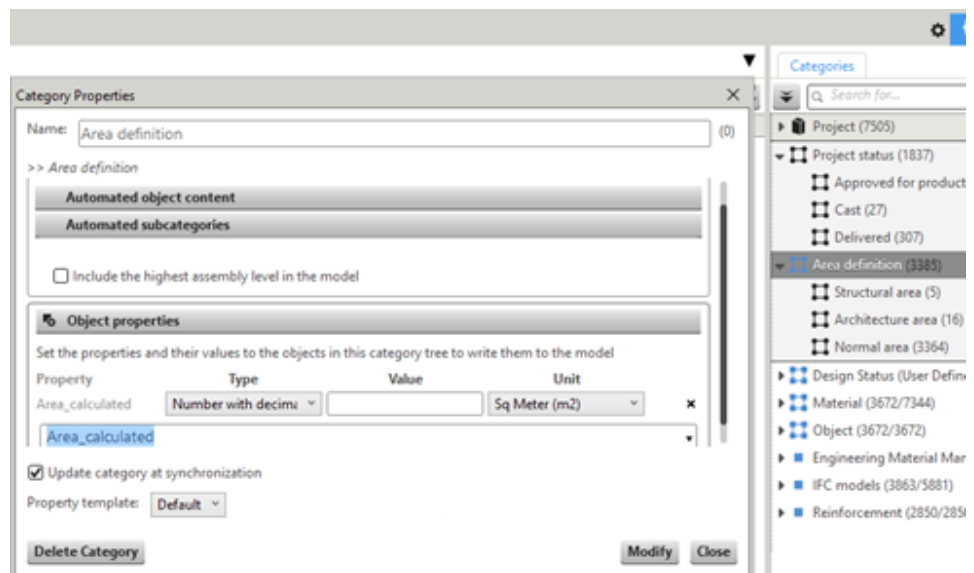 Categories
Category Properties
Search for...
Name:
Area definition
(0)
>> Area definition
Automated object content
Automated subcategories
Include the highest assembly level in the model
Object properties
Set the properties and their values to the objects in this category tree to write them to the model
Property Type Value Unit
Area_calculated Number with decima Sq Meter (m2)
Area_calculated
Update category at synchronization
Property template: Default
Delete Category Modify Close
Project (7505)
Project status (1837)
Approved for product
Cast (27)
Delivered (307)
Area definition (3385)
Structural area (5)
Architecture area (16)
Normal area (3364)
Design Status (User Define
Material (3672/7344)
Object (3672/3672)
Engineering Material Mar
IFC models (3863/5881)
Reinforcement (2850/2850